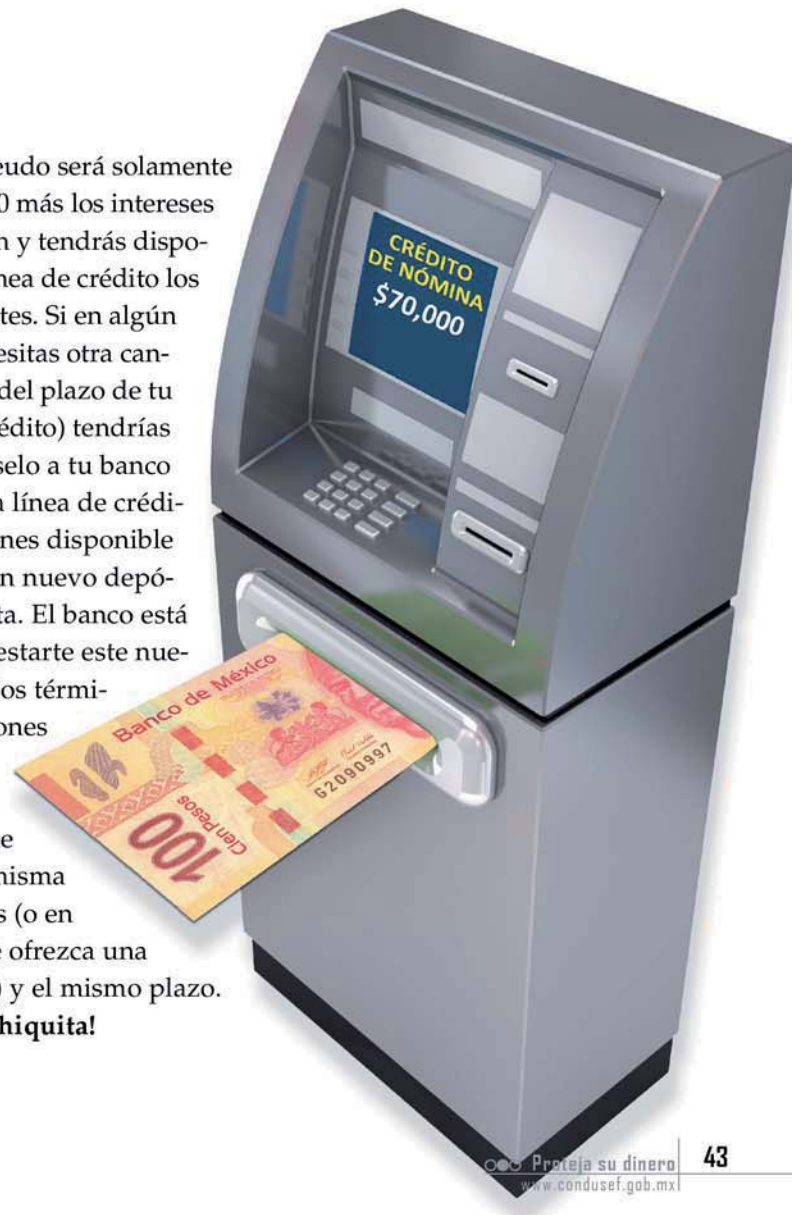 eudo será solamente
0 más los intereses
n y tendrás dispo-
nea de crédito los
tes. Si en algún
esitas otra can-
del plazo de tu
édito) tendrías
selo a tu banco
a línea de crédi-
nes disponible
n nuevo depó-
ta. El banco está
estarte este nue-
os térmi-
ones
e
nisma
s (o en
e ofrezca una
) y el mismo plazo.
hiquita!
CRÉDITO
DE NÓMINA
$70,000
Banco de México
G2090997
100
Cien Pesos
Proteja su dinero
www.condusef.gob.mx
43